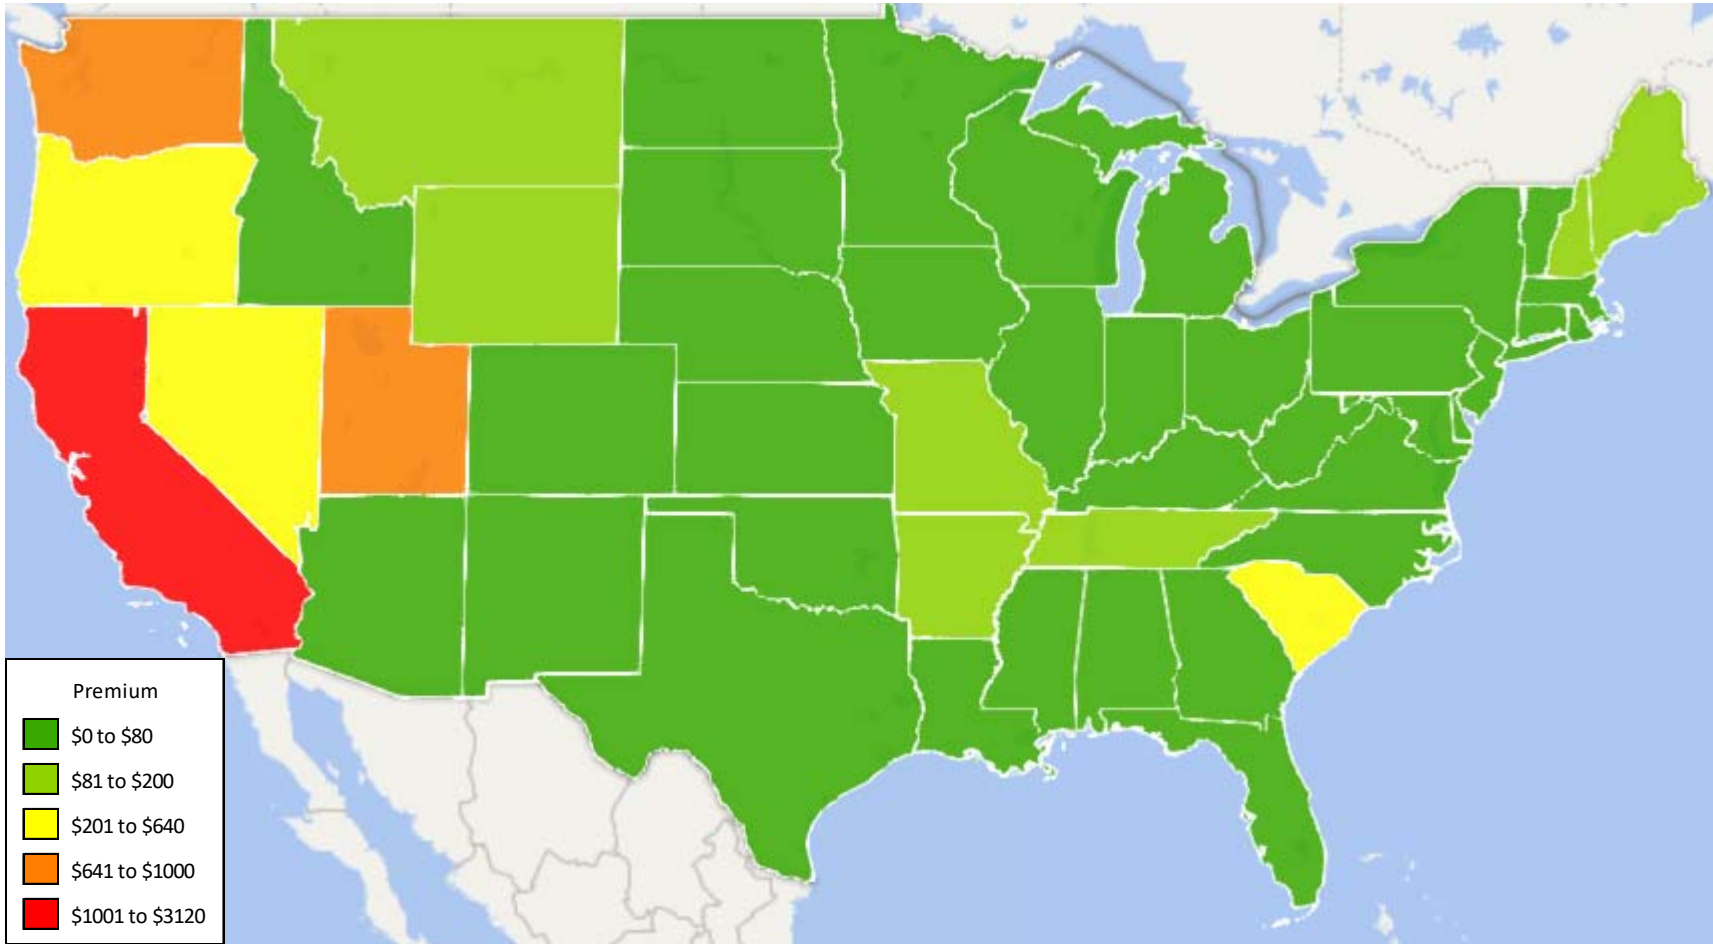 Premium
$0 to $80
$81 to $200
$201 to $640
$641 to $1000
$1001 to $3120